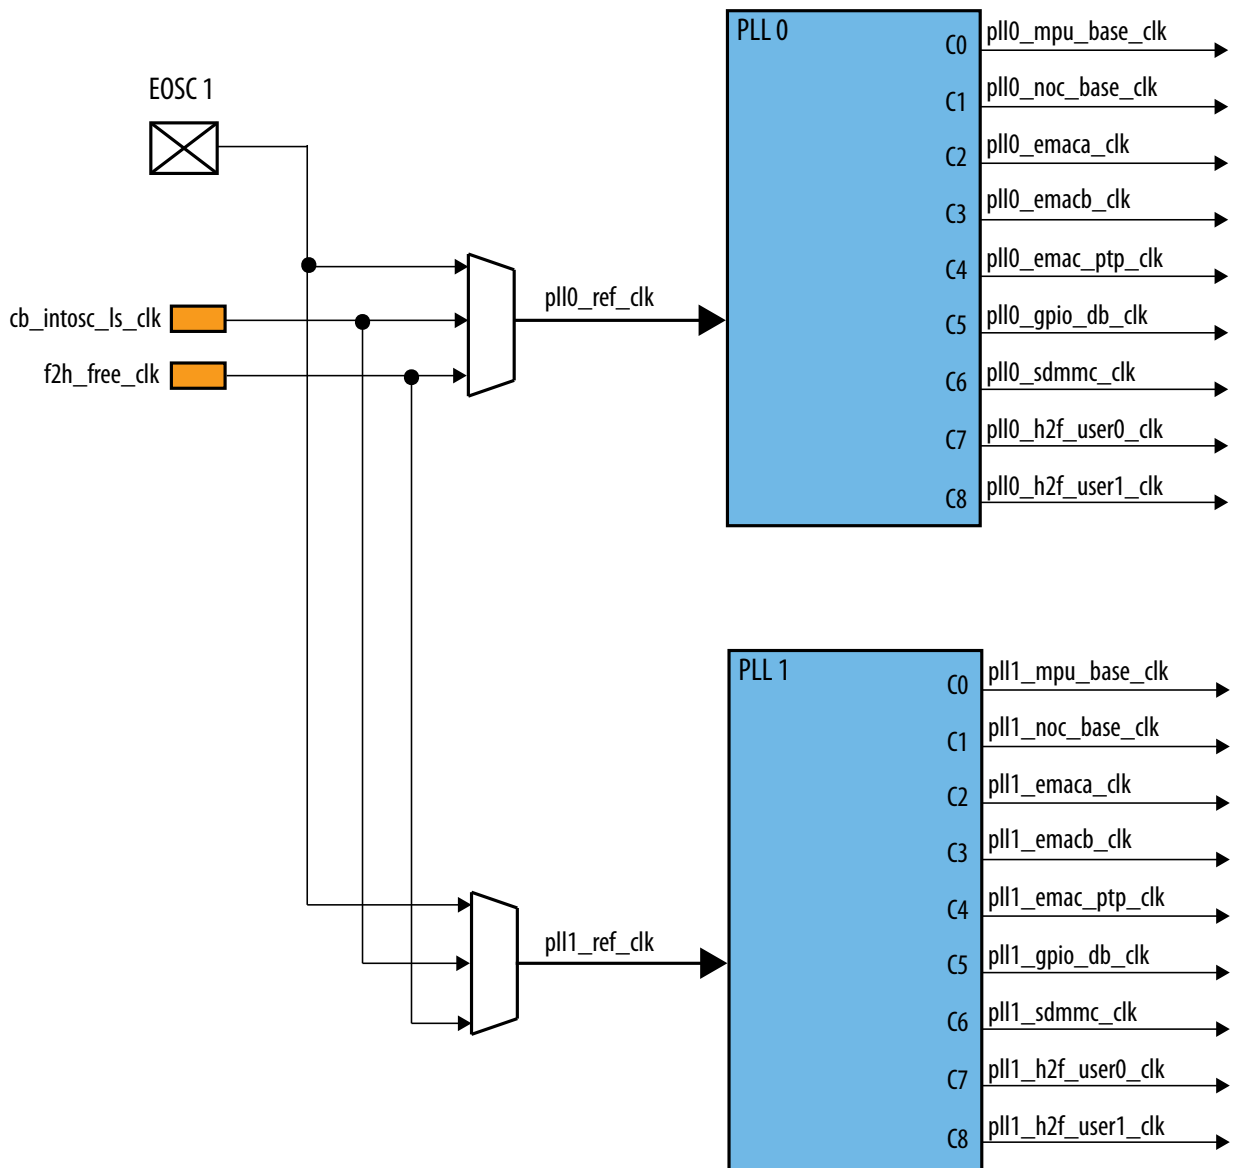 PLL 0
C0 pll0_mpu_base_clk
EOSC 1
C1 pll0_noc_base_clk
C2 pll0_emaca_clk
C3 pll0_emacb_clk
C4 pll0_emac_ptp_clk
pll0_ref_clk
cb_intosc_ls_clk
C5 pll0_gpio_db_clk
f2h_free_clk
C6 pll0_sdmmc_clk
C7 pll0_h2f_user0_clk
C8 pll0_h2f_user1_clk
PLL 1
C0 pll1_mpu_base_clk
C1 pll1_noc_base_clk
C2 pll1_emaca_clk
C3 pll1_emacb_clk
C4 pll1_emac_ptp_clk
pll1_ref_clk
C5 pll1_gpio_db_clk
C6 pll1_sdmmc_clk
C7 pll1_h2f_user0_clk
C8 pll1_h2f_user1_clk